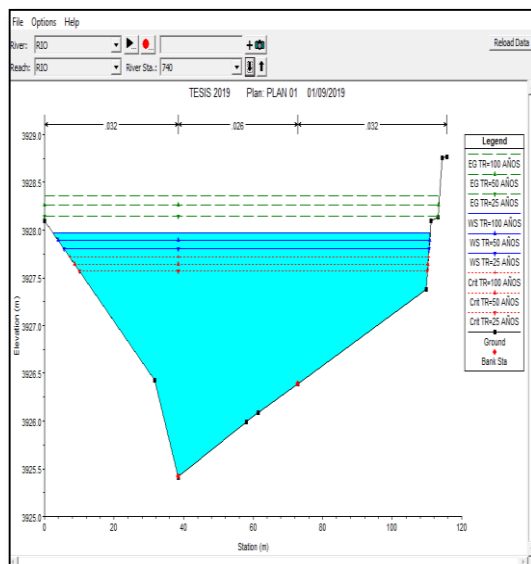 File Options Help
River: RIO
Reload Data
Reach: RIO River Sta.: 740
TESIS 2019 Plan: PLAN 01 01/09/2019
.032 .026 .032
Legend
EG TR=100 AÑOS
EG TR=50 AÑOS
EG TR=25 AÑOS
WS TR=100 AÑOS
WS TR=50 AÑOS
WS TR=25 AÑOS
Crit TR=100 AÑOS
Crit TR=50 AÑOS
Crit TR=25 AÑOS
Ground
Bank Sta
Elevation (m)
3929.0
3928.5
3928.0
3927.5
3927.0
3926.5
3926.0
3925.5
3925.0
0 20 40 60 80 100 120
Station (m)